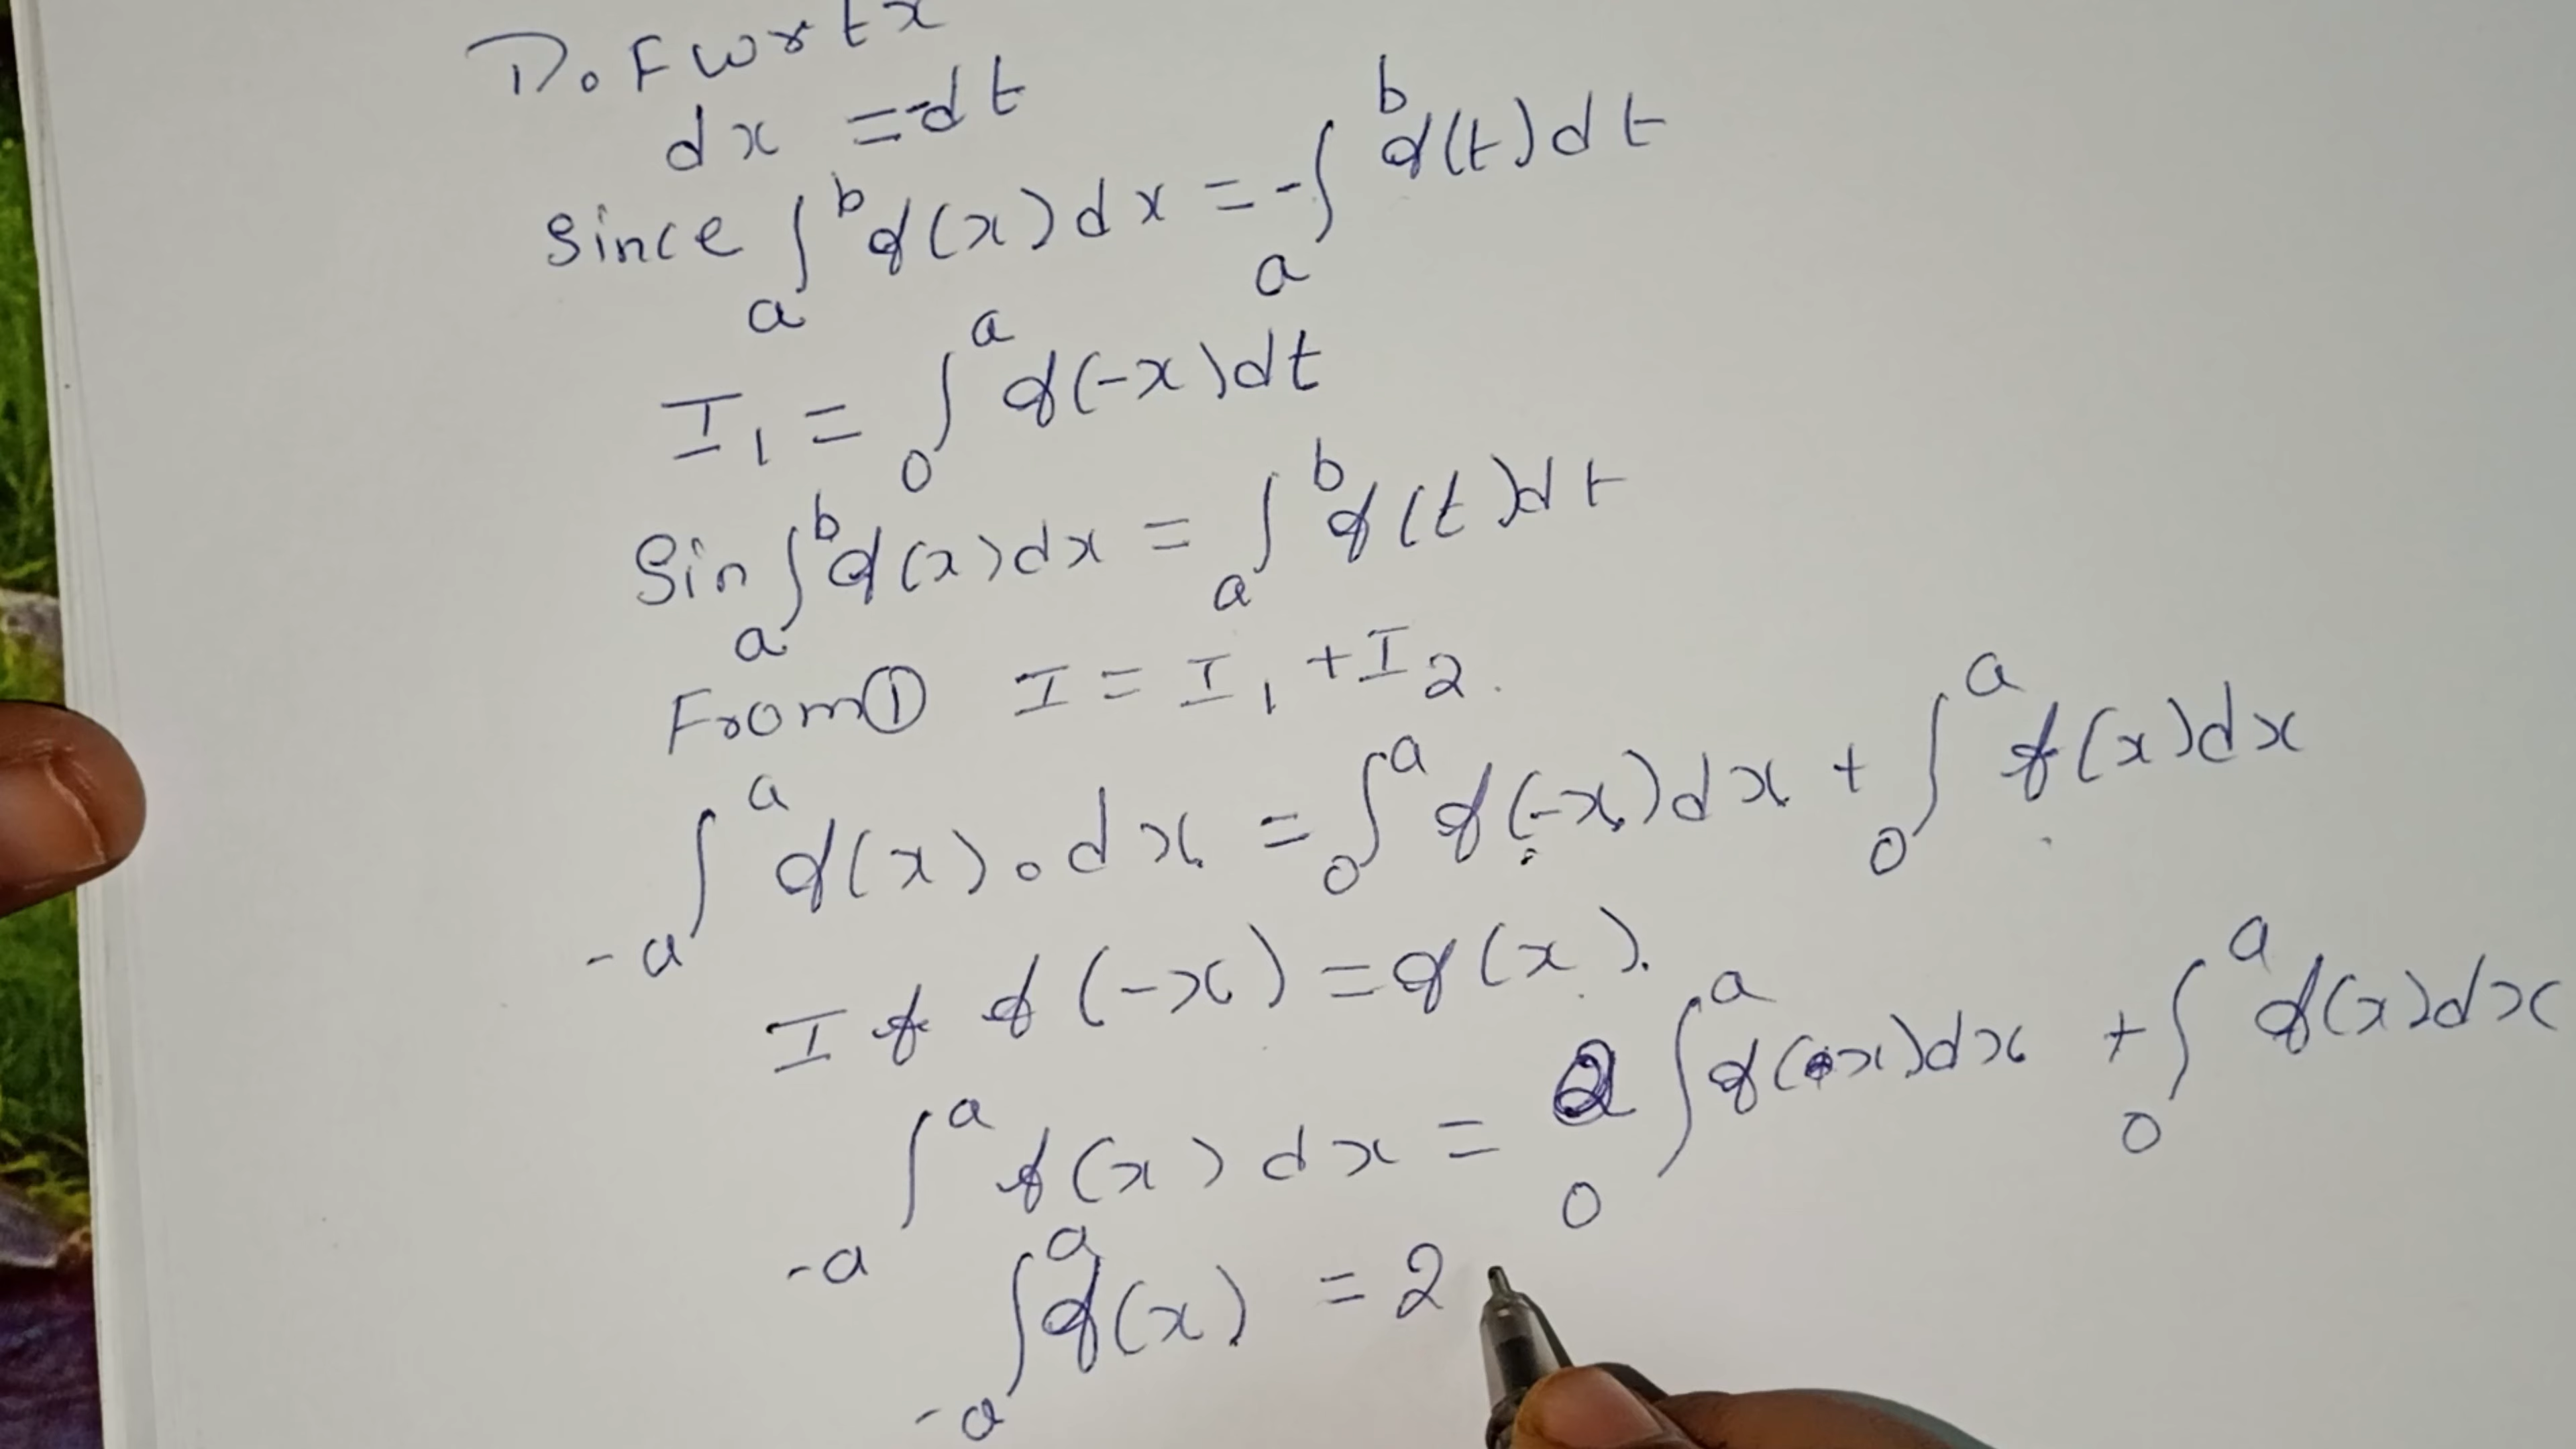 D.F wrt x
dx = -dt
Since ∫_a^b f(x) dx = -∫_a^b f(t) dt
I₁ = ∫_0^a f(-x) dt
Sin ∫_a^b f(x) dx = ∫_a^b f(t) dt
From ① I = I₁ + I₂.
∫_{-a}^a f(x). dx = ∫_0^a f(-x) dx + ∫_0^a f(x) dx
If f(-x) = f(x).
∫_{-a}^a f(x) dx = 2 ∫_0^a f(x) dx + ∫_0^a f(x) dx
∫_{-a}^a f(x) = 2